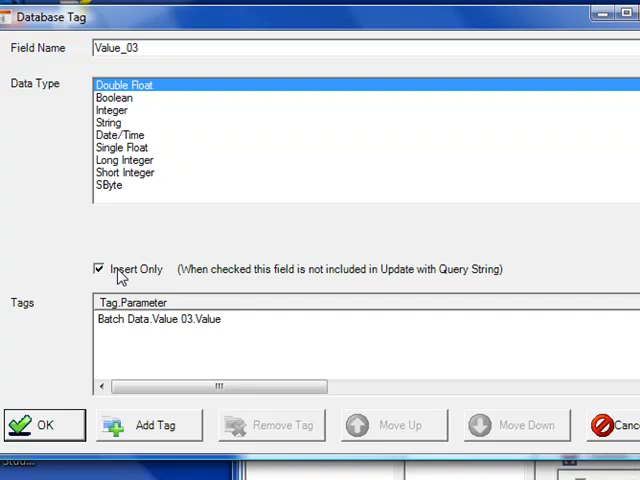 Database Tag
Field Name
Value_03
Data Type
Double Float
Boolean
Integer
String
Date/Time
Single Float
Long Integer
Short Integer
SByte
Insert Only (When checked this field is not included in Update with Query String)
Tags
Tag.Parameter
Batch Data.Value 03.Value
OK
Add Tag
Remove Tag
Move Up
Move Down
Cance
Stud...